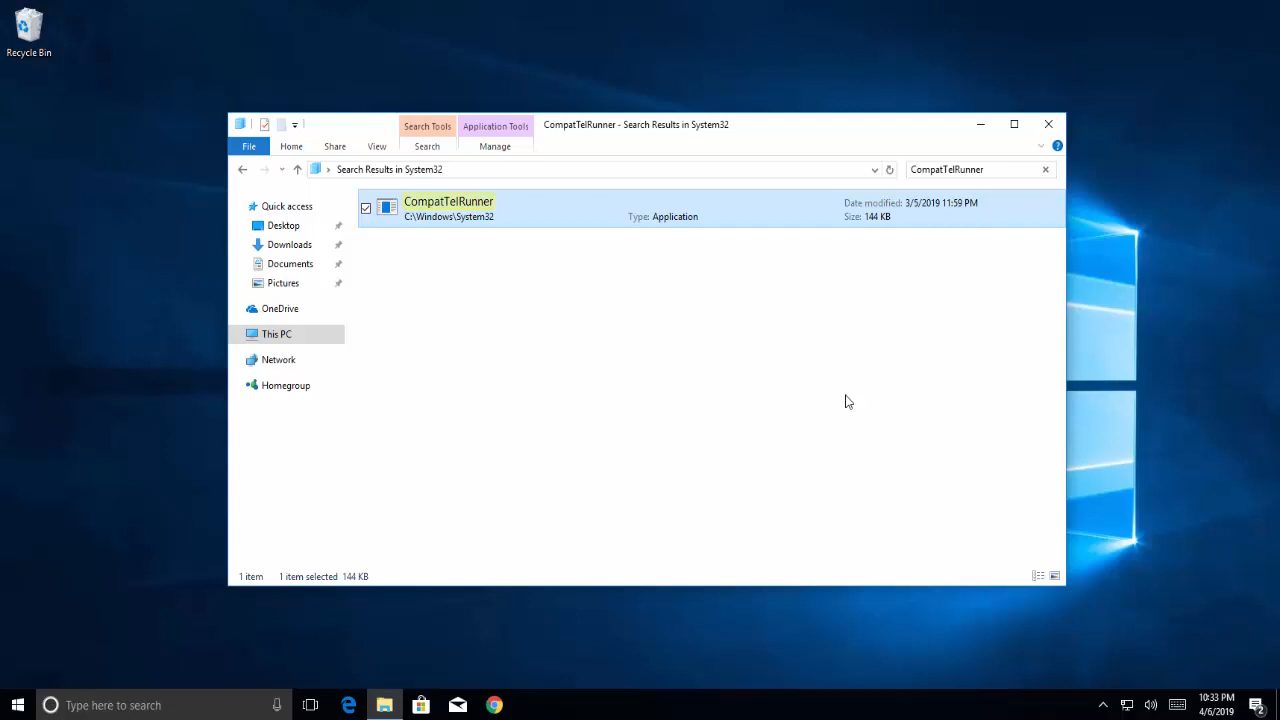 Recycle Bin
Search Tools
Application Tools
CompatTelRunner - Search Results in System32
File
Home
Share
View
Search
Manage
Search Results in System32
CompatTelRunner
Quick access
Desktop
Downloads
Documents
Pictures
OneDrive
This PC
Network
Homegroup
CompatTelRunner
C:\Windows\System32
Type: Application
Date modified: 3/5/2019 11:59 PM
Size: 144 KB
1 item
1 item selected 144 KB
Type here to search
10:33 PM
4/6/2019
2